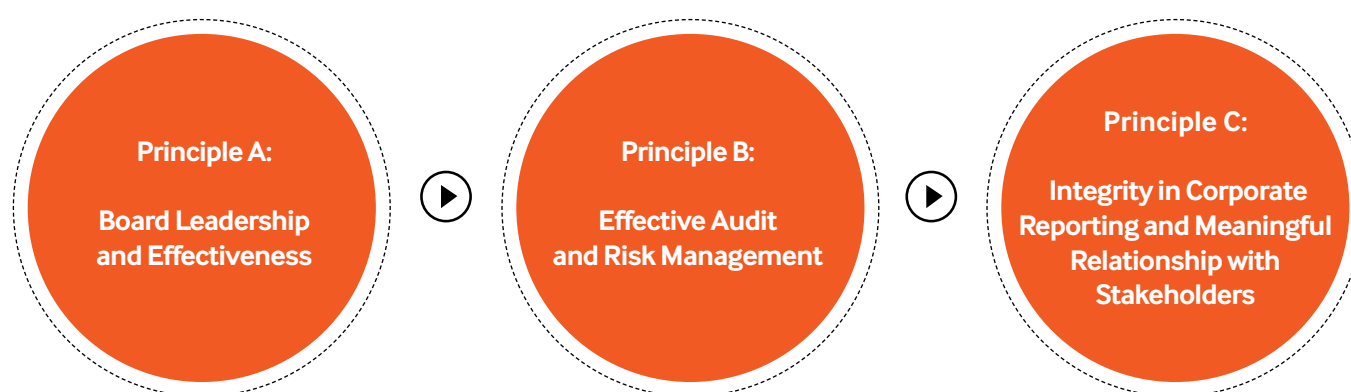 Principle A:
Board Leadership
and Effectiveness
Principle B:
Effective Audit
and Risk Management
Principle C:
Integrity in Corporate
Reporting and Meaningful
Relationship with
Stakeholders